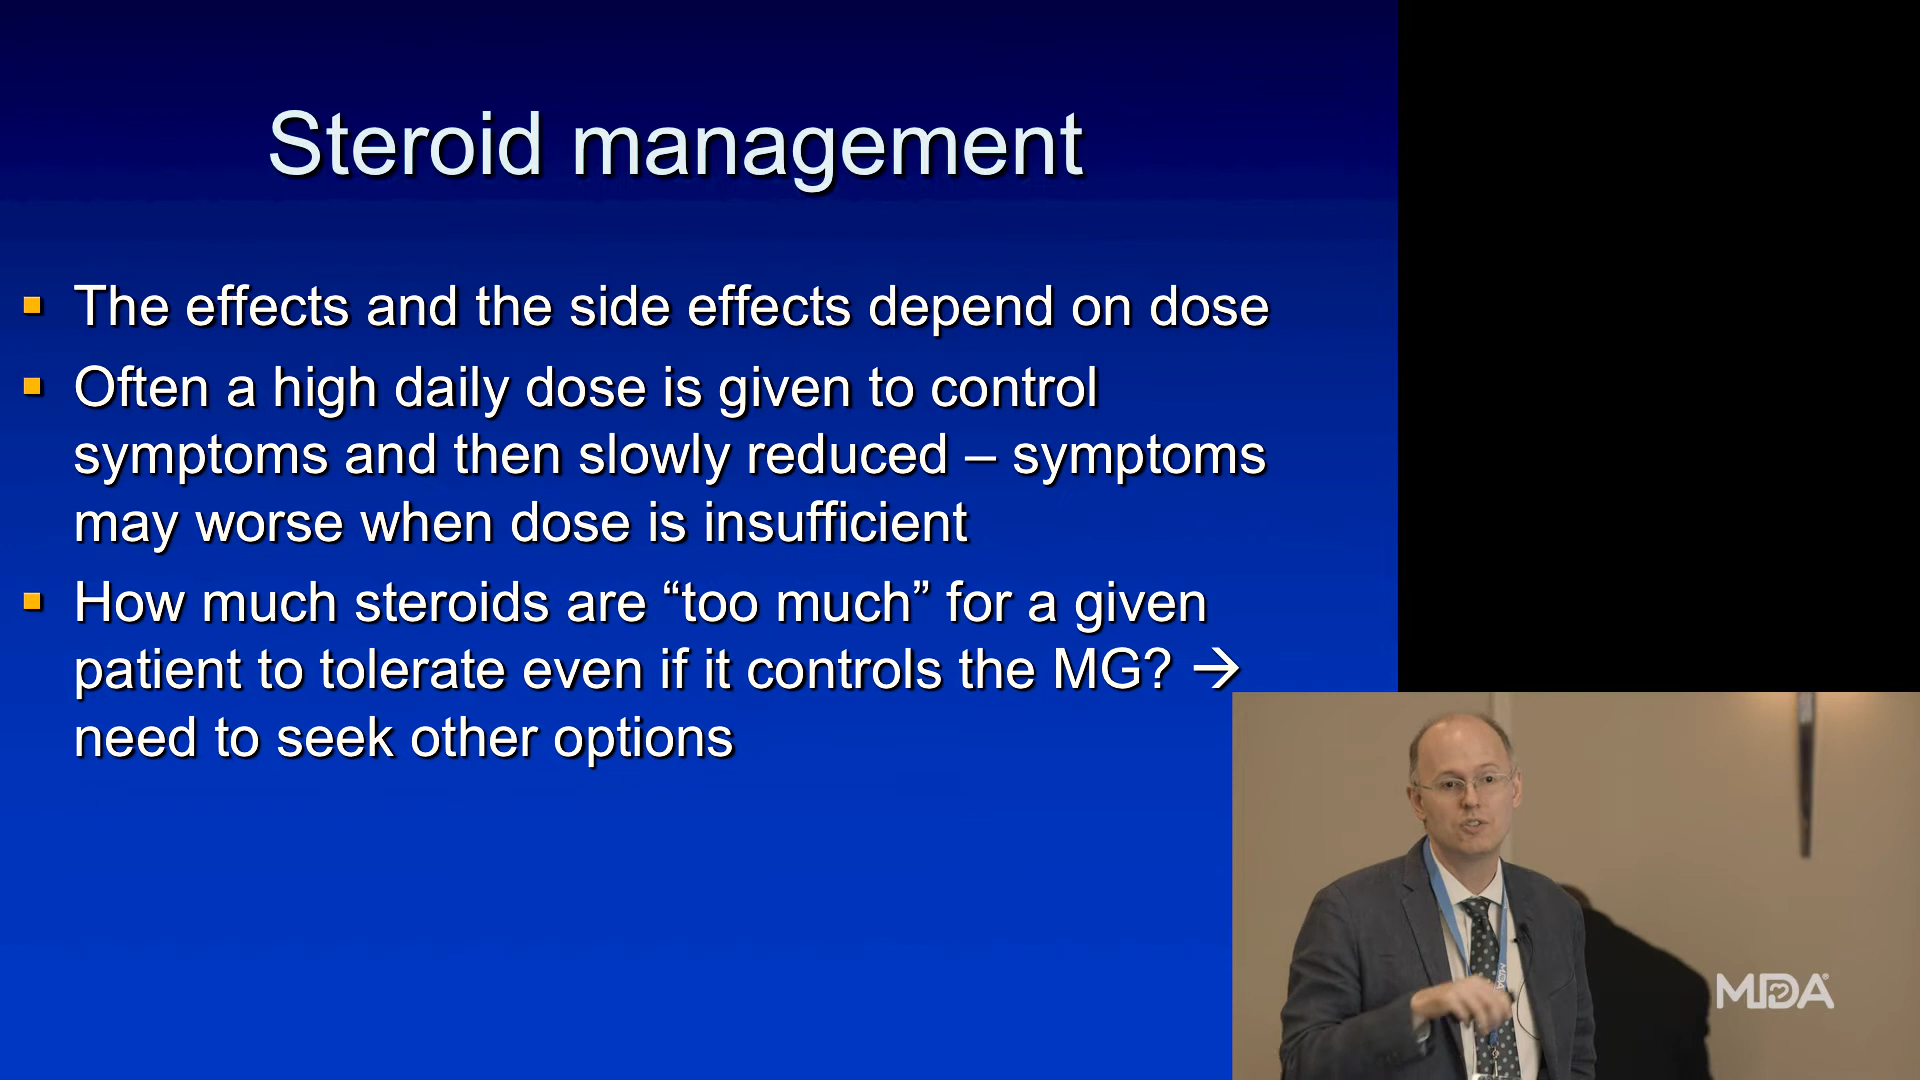 Steroid management
▪ The effects and the side effects depend on dose
▪ Often a high daily dose is given to control
symptoms and then slowly reduced – symptoms
may worse when dose is insufficient
▪ How much steroids are “too much” for a given
patient to tolerate even if it controls the MG? →
need to seek other options
MDA
MDA